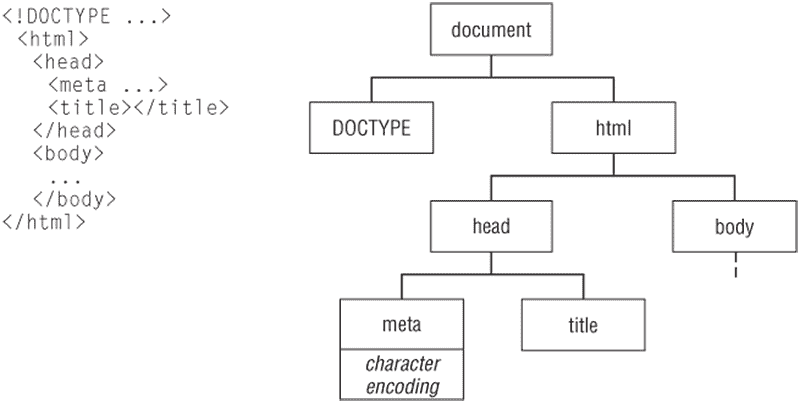 <!DOCTYPE ...>
<html>
<head>
<meta ...>
<title></title>
</head>
<body>
...
</body>
</html>
document
DOCTYPE
html
head
body
meta
title
character
encoding